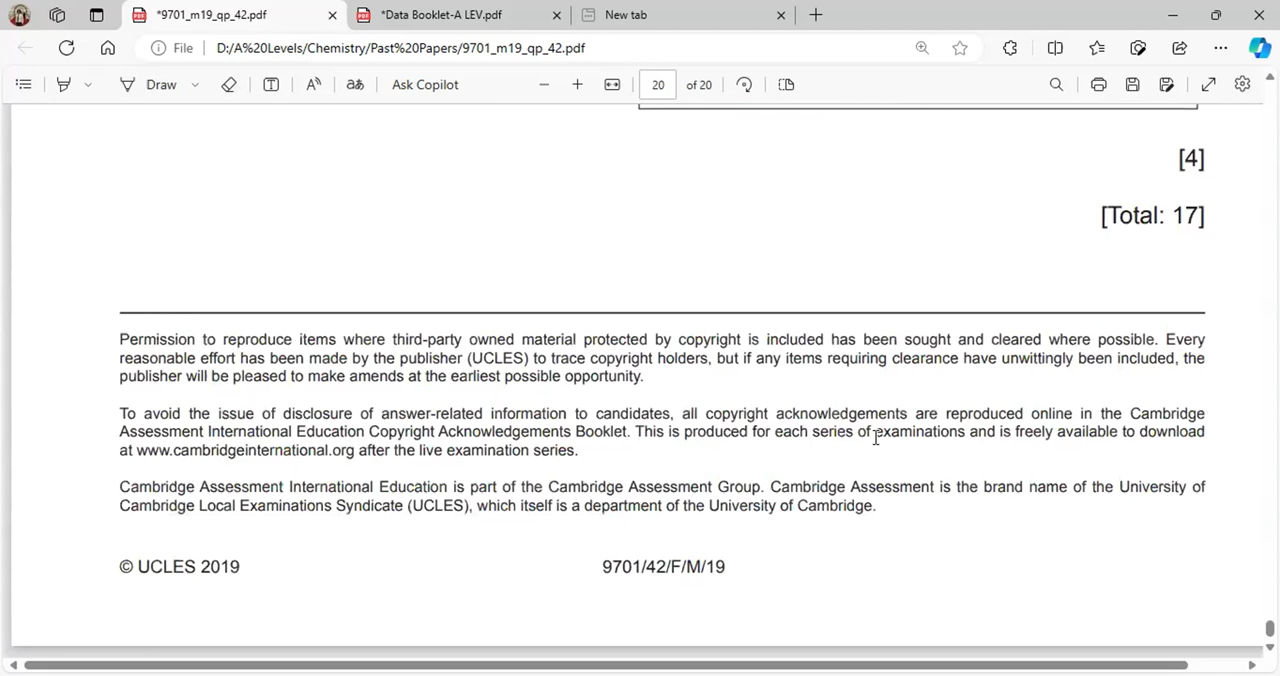 *9701_m19_qp_42.pdf
*Data Booklet-A LEV.pdf
New tab
File D:/A%20Levels/Chemistry/Past%20Papers/9701_m19_qp_42.pdf
Draw
aあ
Ask Copilot
20 of 20
[4]
[Total: 17]
Permission to reproduce items where third-party owned material protected by copyright is included has been sought and cleared where possible. Every
reasonable effort has been made by the publisher (UCLES) to trace copyright holders, but if any items requiring clearance have unwittingly been included, the
publisher will be pleased to make amends at the earliest possible opportunity.
To avoid the issue of disclosure of answer-related information to candidates, all copyright acknowledgements are reproduced online in the Cambridge
Assessment International Education Copyright Acknowledgements Booklet. This is produced for each series of examinations and is freely available to download
at www.cambridgeinternational.org after the live examination series.
Cambridge Assessment International Education is part of the Cambridge Assessment Group. Cambridge Assessment is the brand name of the University of
Cambridge Local Examinations Syndicate (UCLES), which itself is a department of the University of Cambridge.
© UCLES 2019
9701/42/F/M/19